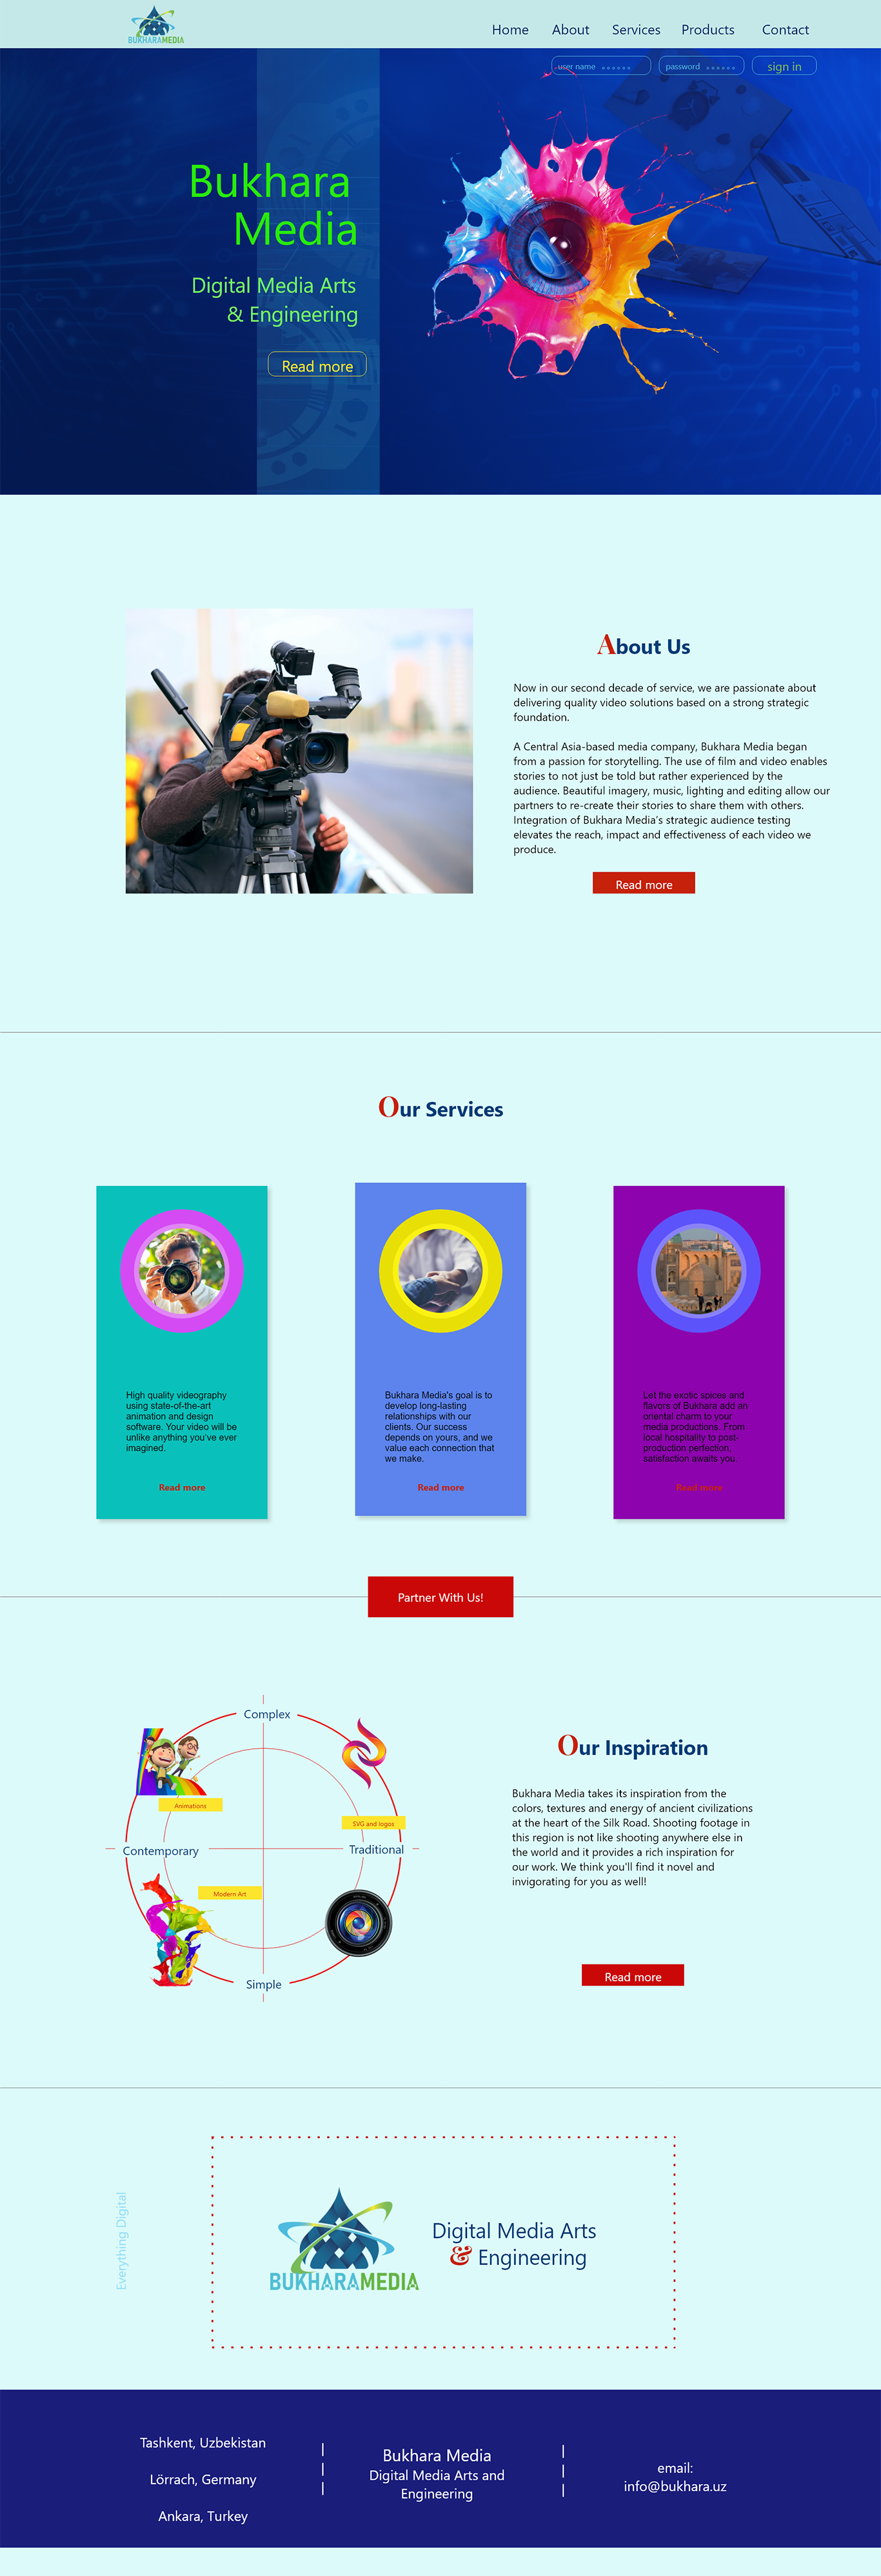 BUKHARAMEDIA
Home About Services Products Contact
user name ****** password ****** sign in
Bukhara
Media
Digital Media Arts
& Engineering
Read more
About Us
Now in our second decade of service, we are passionate about
delivering quality video solutions based on a strong strategic
foundation.
A Central Asia-based media company, Bukhara Media began
from a passion for storytelling. The use of film and video enables
stories to not just be told but rather experienced by the
audience. Beautiful imagery, music, lighting and editing allow our
partners to re-create their stories to share them with others.
Integration of Bukhara Media's strategic audience testing
elevates the reach, impact and effectiveness of each video we
produce.
Read more
Our Services
High quality videography
using state-of-the-art
animation and design
software. Your video will be
unlike anything you've ever
imagined.
Read more
Bukhara Media's goal is to
develop long-lasting
relationships with our
clients. Our success
depends on yours, and we
value each connection that
we make.
Read more
Let the exotic spices and
flavors of Bukhara add an
oriental charm to your
media productions. From
local hospitality to post-
production perfection,
satisfaction awaits you.
Read more
Partner With Us!
Complex
Animations
SVG and logos
Contemporary
Traditional
Modern Art
Simple
Our Inspiration
Bukhara Media takes its inspiration from the
colors, textures and energy of ancient civilizations
at the heart of the Silk Road. Shooting footage in
this region is not like shooting anywhere else in
the world and it provides a rich inspiration for
our work. We think you'll find it novel and
invigorating for you as well!
Read more
Everything Digital
BUKHARAMEDIA
Digital Media Arts
& Engineering
Tashkent, Uzbekistan
Lörrach, Germany
Ankara, Turkey
Bukhara Media
Digital Media Arts and
Engineering
email:
info@bukhara.uz